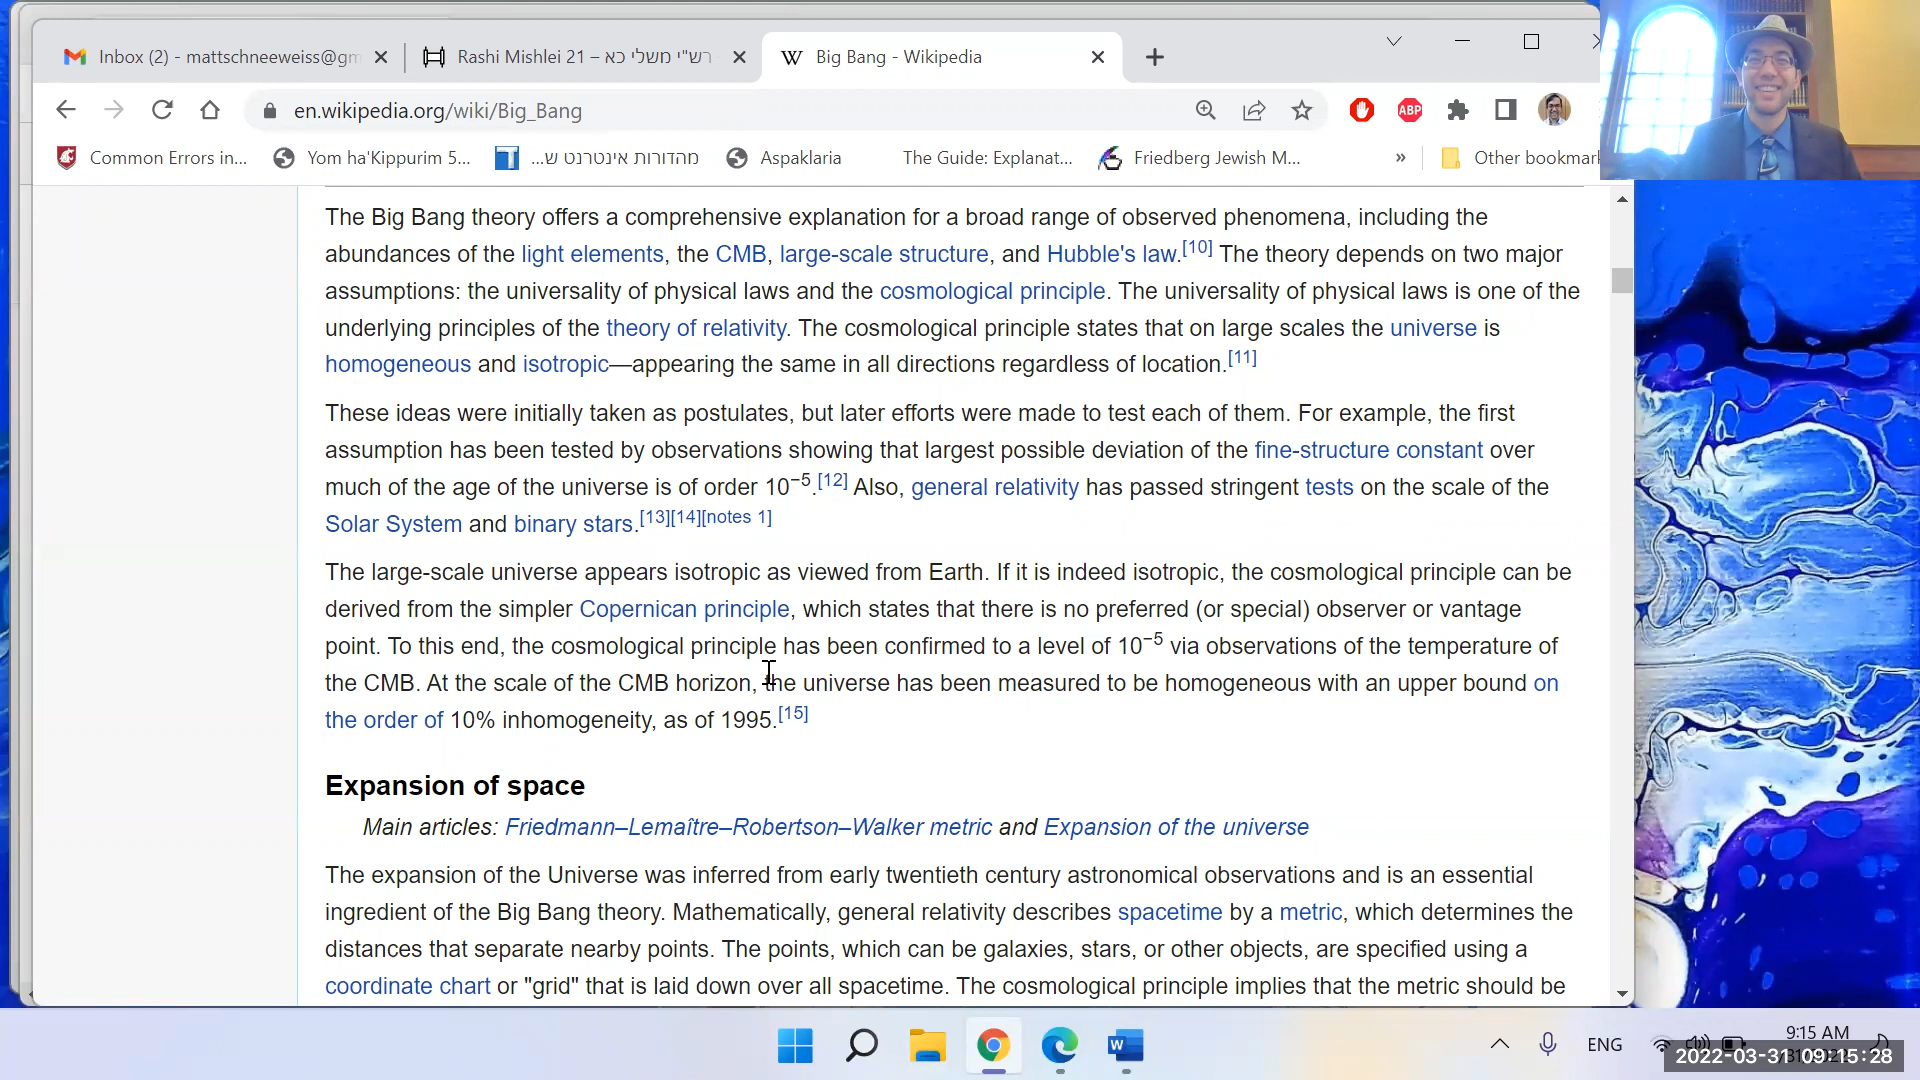 Inbox (2) - mattschneeweiss@gm
Rashi Mishlei 21 – רש"י משלי כא
Big Bang - Wikipedia
en.wikipedia.org/wiki/Big_Bang
ABP
Common Errors in...
Yom ha'Kippurim 5...
מהדורות אינטרנט ש...
Aspaklaria
The Guide: Explanat...
Friedberg Jewish M...
»
Other bookmar
The Big Bang theory offers a comprehensive explanation for a broad range of observed phenomena, including the
abundances of the light elements, the CMB, large-scale structure, and Hubble's law.[10] The theory depends on two major
assumptions: the universality of physical laws and the cosmological principle. The universality of physical laws is one of the
underlying principles of the theory of relativity. The cosmological principle states that on large scales the universe is
homogeneous and isotropic—appearing the same in all directions regardless of location.[11]
These ideas were initially taken as postulates, but later efforts were made to test each of them. For example, the first
assumption has been tested by observations showing that largest possible deviation of the fine-structure constant over
much of the age of the universe is of order 10⁻⁵.[12] Also, general relativity has passed stringent tests on the scale of the
Solar System and binary stars.[13][14][notes 1]
The large-scale universe appears isotropic as viewed from Earth. If it is indeed isotropic, the cosmological principle can be
derived from the simpler Copernican principle, which states that there is no preferred (or special) observer or vantage
point. To this end, the cosmological principle has been confirmed to a level of 10⁻⁵ via observations of the temperature of
the CMB. At the scale of the CMB horizon, the universe has been measured to be homogeneous with an upper bound on
the order of 10% inhomogeneity, as of 1995.[15]
Expansion of space
Main articles: Friedmann–Lemaître–Robertson–Walker metric and Expansion of the universe
The expansion of the Universe was inferred from early twentieth century astronomical observations and is an essential
ingredient of the Big Bang theory. Mathematically, general relativity describes spacetime by a metric, which determines the
distances that separate nearby points. The points, which can be galaxies, stars, or other objects, are specified using a
coordinate chart or "grid" that is laid down over all spacetime. The cosmological principle implies that the metric should be
ENG
9:15 AM
2022-03-31 09:15:28